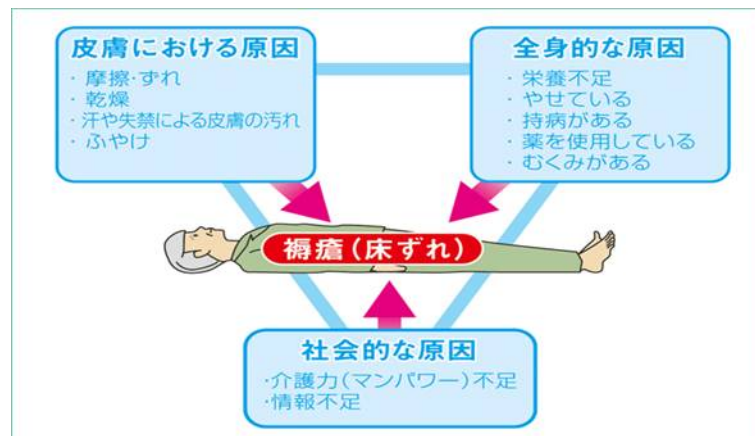 皮膚における原因
・摩擦・ずれ
・乾燥
・汗や失禁による皮膚の汚れ
・ふやけ
全身的な原因
・栄養不足
・やせている
・持病がある
・薬を使用している
・むくみがある
褥瘡(床ずれ)
社会的な原因
・介護力(マンパワー)不足
・情報不足